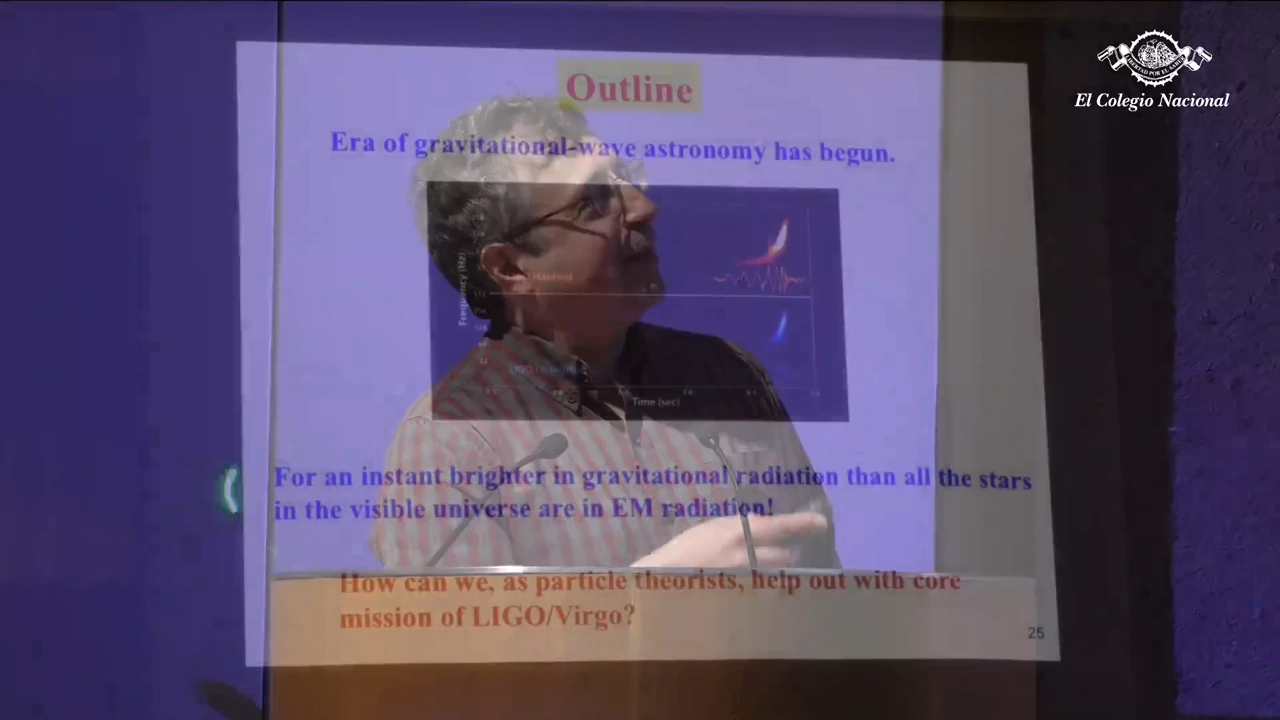 El Colegio Nacional
Outline
Era of gravitational-wave astronomy has begun.
Frequency (Hz)
Time (sec)
For an instant brighter in gravitational radiation than all the stars
in the visible universe are in EM radiation!
How can we, as particle theorists, help out with core
mission of LIGO/Virgo?
25